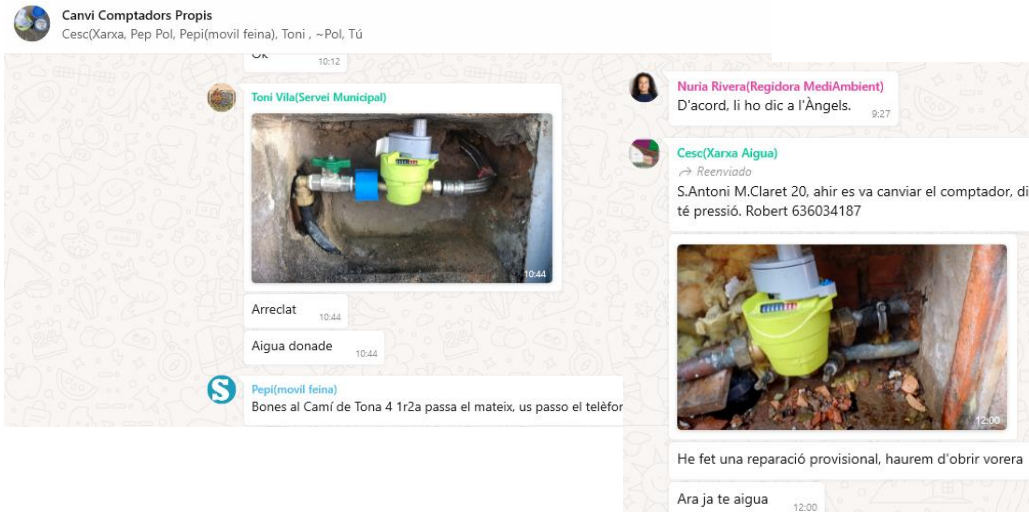 Canvi Comptadors Propis
Cesc(Xarxa, Pep Pol, Pepi(movil feina), Toni , ~Pol, Tú
Ok
10:12
Toni Vila(Servei Municipal)
10:44
Arreclat
10:44
Aigua donade
10:44
Pepi(movil feina)
Bones al Camí de Tona 4 1r2a passa el mateix, us passo el telèfon
Nuria Rivera(Regidora MediAmbient)
D'acord, li ho dic a l'Àngels.
9:27
Cesc(Xarxa Aigua)
Reenviado
S.Antoni M.Claret 20, ahir es va canviar el comptador, di
té pressió. Robert 636034187
12:00
He fet una reparació provisional, haurem d'obrir vorera
Ara ja te aigua
12:00